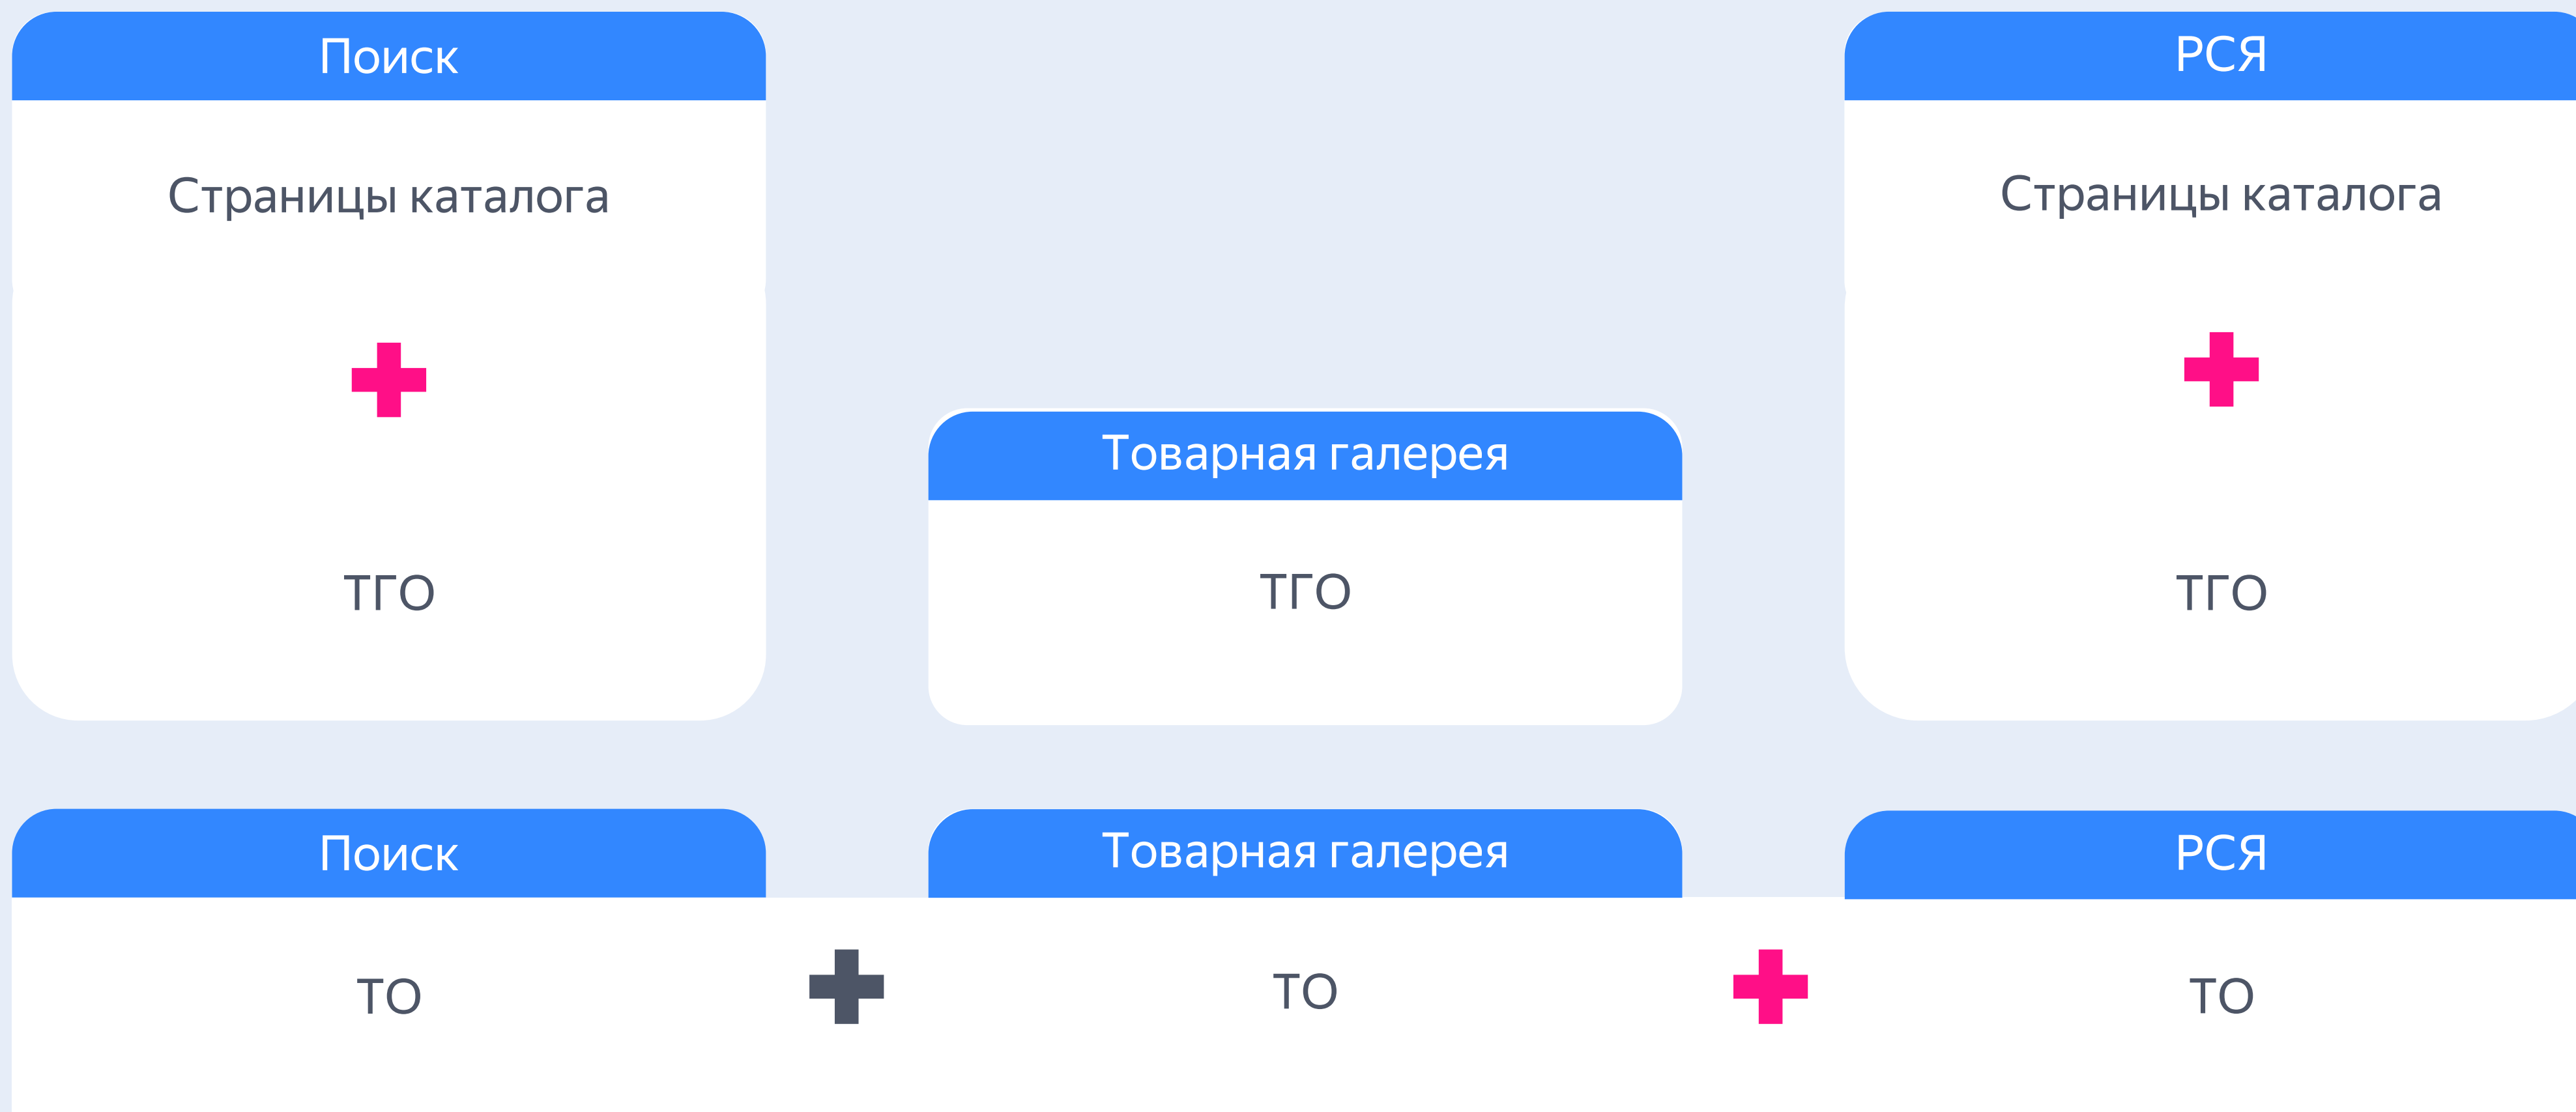 Поиск
РСЯ
Страницы каталога
Страницы каталога
Товарная галерея
ТГО
ТГО
ТГО
Поиск
Товарная галерея
РСЯ
ТО
ТО
ТО